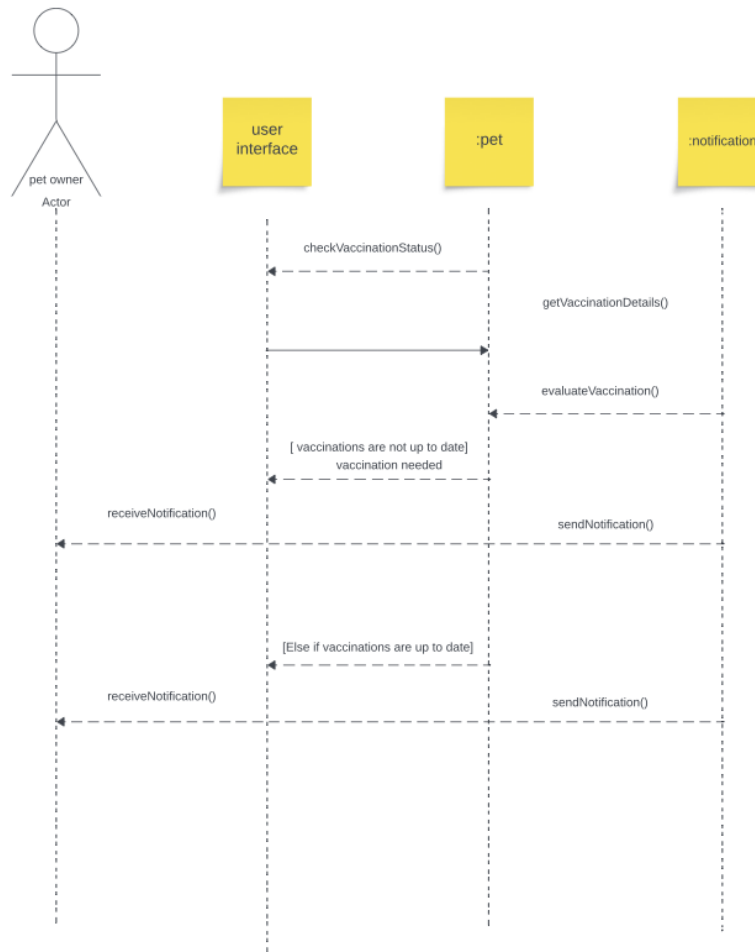 user
interface
:pet
:notification
pet owner
Actor
checkVaccinationStatus()
getVaccinationDetails()
evaluateVaccination()
[ vaccinations are not up to date]
vaccination needed
receiveNotification()
sendNotification()
[Else if vaccinations are up to date]
receiveNotification()
sendNotification()